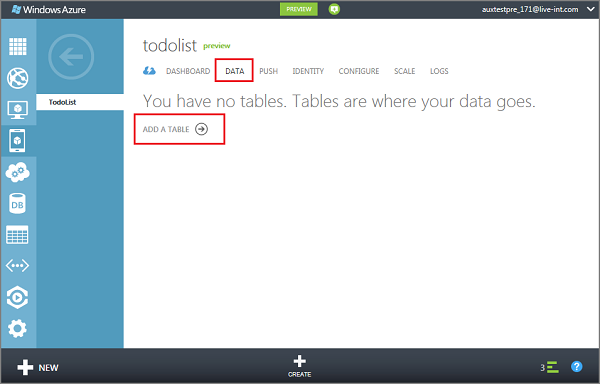 Windows Azure
PREVIEW
auxtestpre_171@live-int.com
todolist preview
DASHBOARD DATA PUSH IDENTITY CONFIGURE SCALE LOGS
TodoList
You have no tables. Tables are where your data goes.
ADD A TABLE
DB
NEW
CREATE
3
?